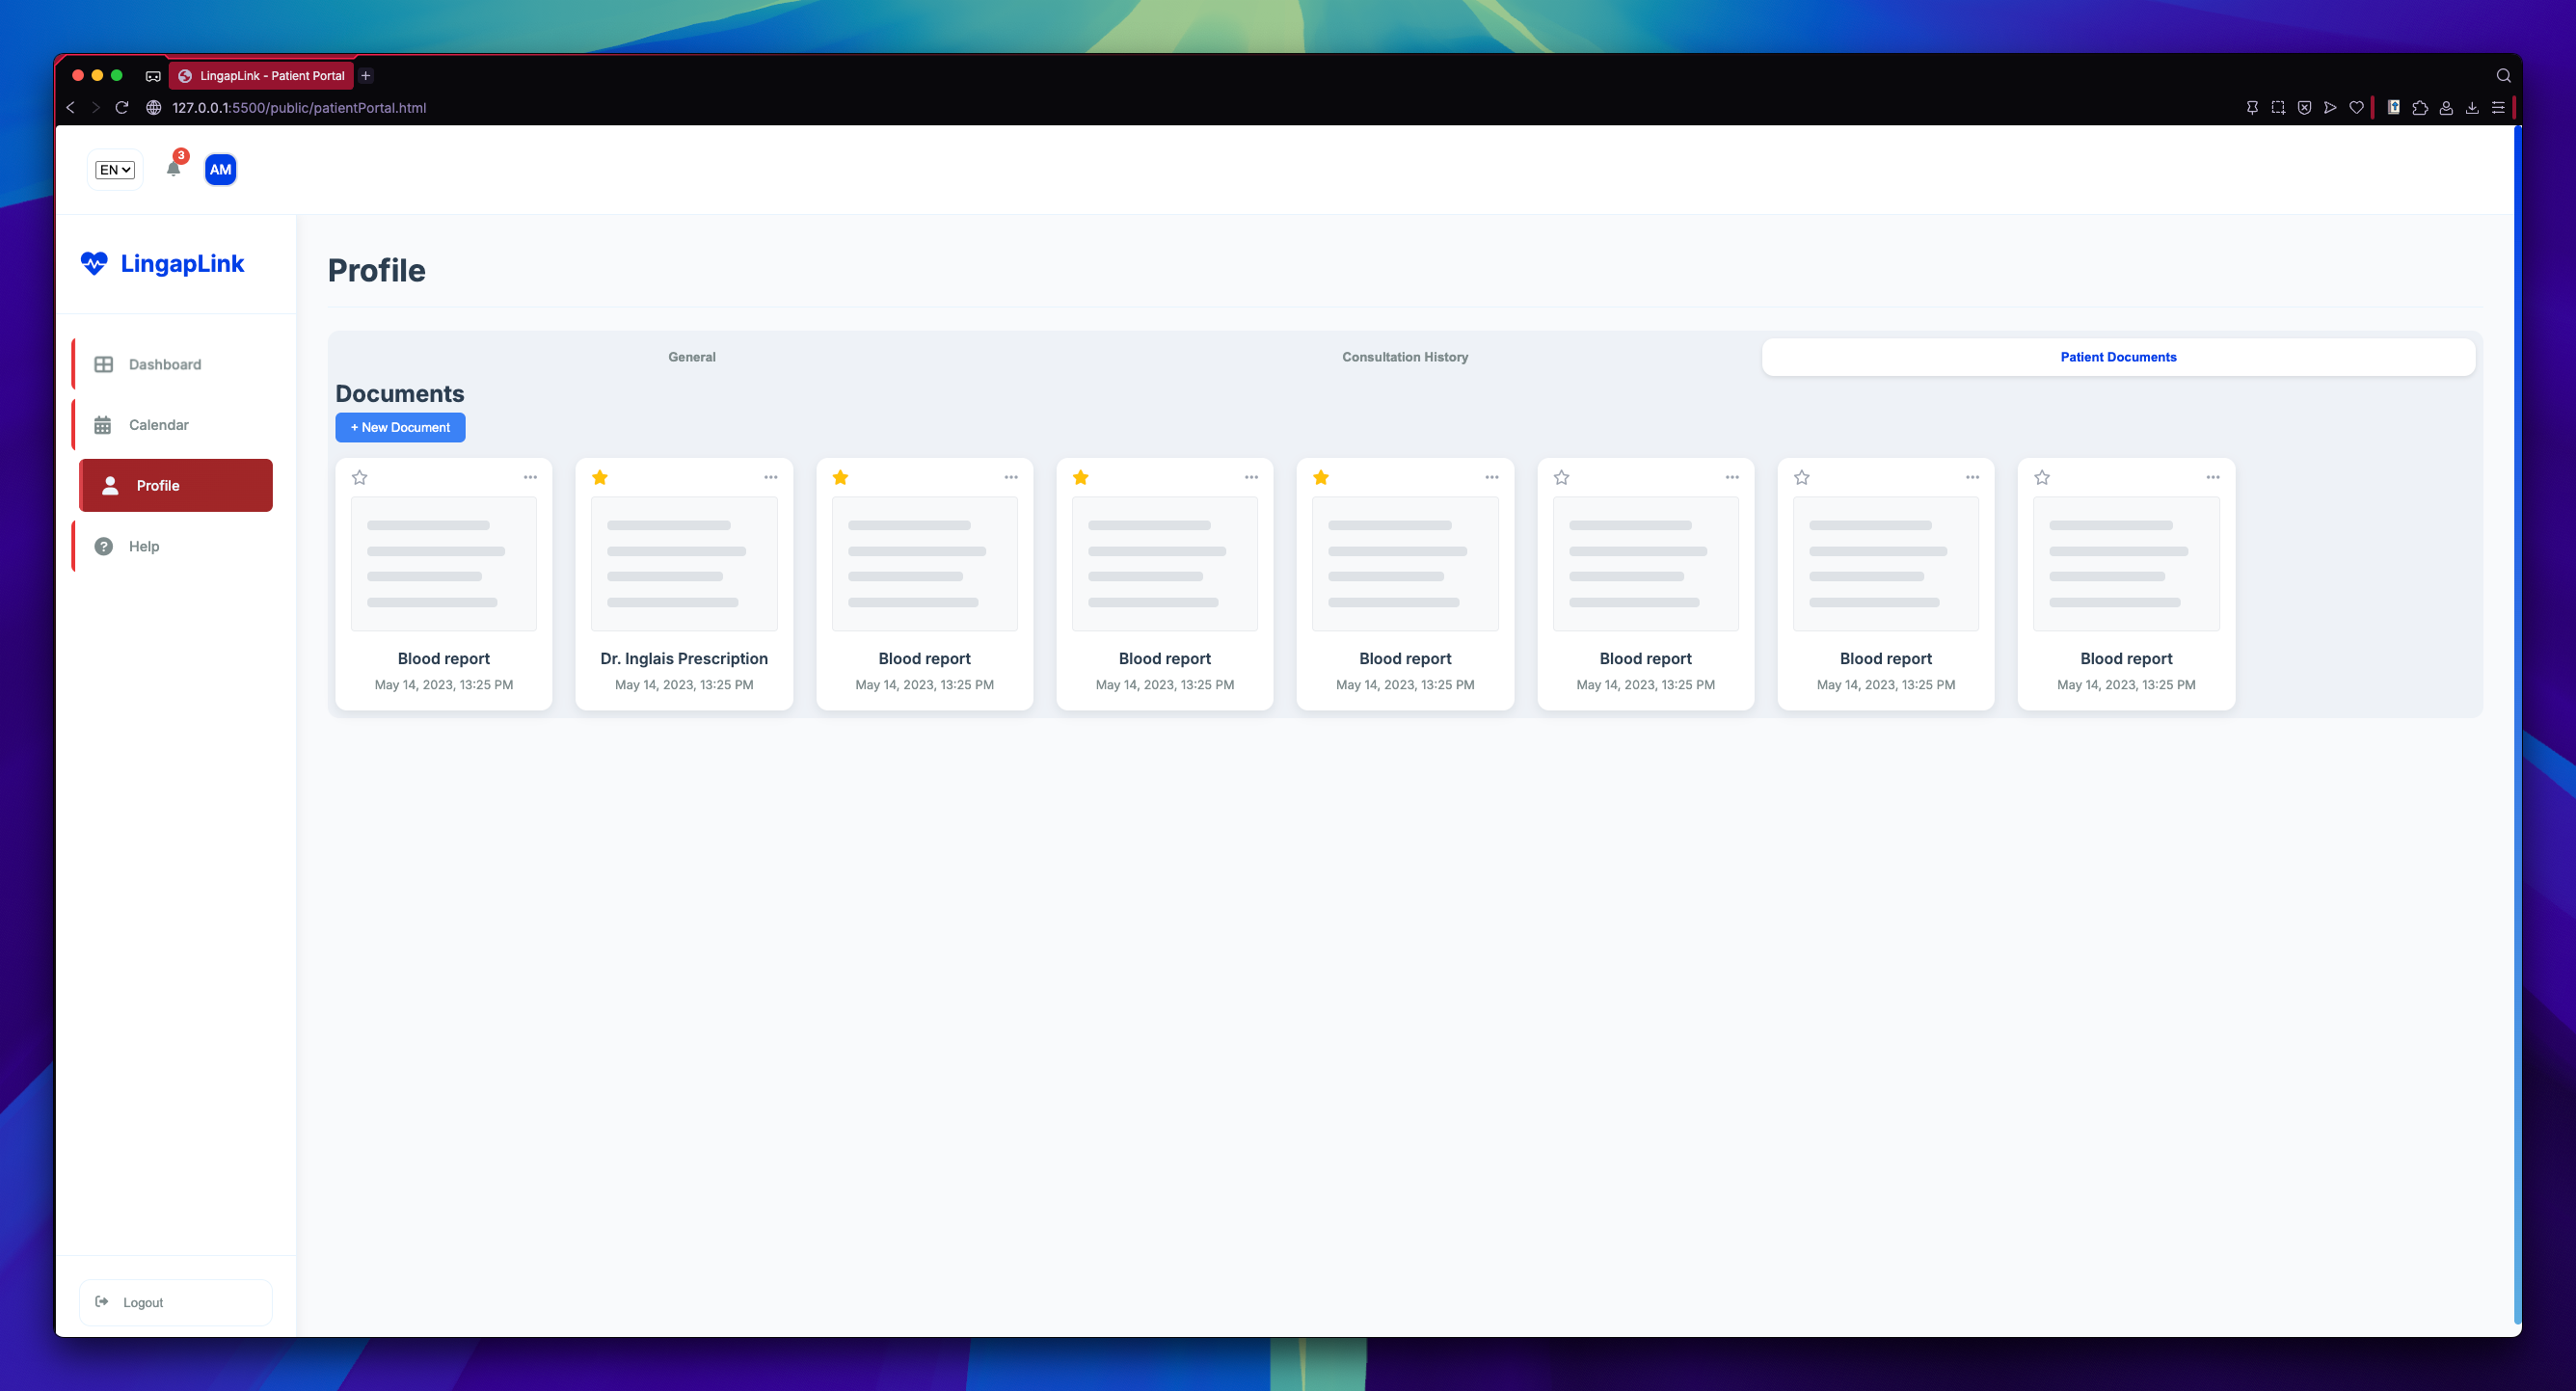 LingapLink - Patient Portal
127.0.0.1:5500/public/patientPortal.html
EN
3
AM
LingapLink
Dashboard
Calendar
Profile
Help
Logout
Profile
General
Consultation History
Patient Documents
Documents
+ New Document
Blood report
May 14, 2023, 13:25 PM
Dr. Inglais Prescription
May 14, 2023, 13:25 PM
Blood report
May 14, 2023, 13:25 PM
Blood report
May 14, 2023, 13:25 PM
Blood report
May 14, 2023, 13:25 PM
Blood report
May 14, 2023, 13:25 PM
Blood report
May 14, 2023, 13:25 PM
Blood report
May 14, 2023, 13:25 PM